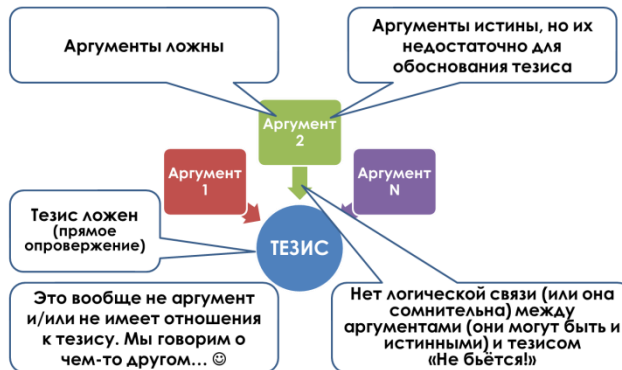 Аргументы ложны
Аргументы истины, но их
недостаточно для
обоснования тезиса
Аргумент
2
Аргумент
1
Аргумент
N
Тезис ложен
(прямое
опровержение)
ТЕЗИС
Это вообще не аргумент
и/или не имеет отношения
к тезису. Мы говорим о
чем-то другом... ☺
Нет логической связи (или она
сомнительна) между
аргументами (они могут быть и
истинными) и тезисом
«Не бьётся!»